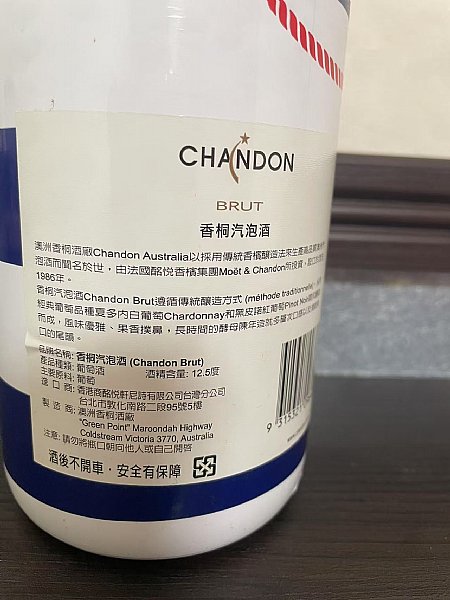 CHANDON
BRUT
香桐汽泡酒
澳洲香桐酒廠Chandon Australia以採用傳統香檳釀造法來生產高品質氣
泡酒而聞名於世，由法國酩悅香檳集團Moët & Chandon所投資，
1986年。
香桐汽泡酒Chandon Brut遵循傳統釀造方式 (méthode traditionnelle)
經典葡萄品種夏多内白葡萄Chardonnay和黑皮諾紅葡萄Pinot Noir
而成，風味優雅、果香撲鼻，長時間的酵母陳年造就多層次口感
口的尾韻。
品名: 香桐汽泡酒 (Chandon Brut)
產品種類: 葡萄酒 酒精含量: 12.5度
主要原料: 葡萄
進 口 商: 香港商酩悅軒尼詩有限公司台灣分公司
台北市敦化南路二段95號5樓
製 造 商: 澳洲香桐酒廠
"Green Point" Maroondah Highway
Coldstream Victoria 3770, Australia
注意: 請勿將瓶口朝向他人或自己開啓
酒後不開車，安全有保障